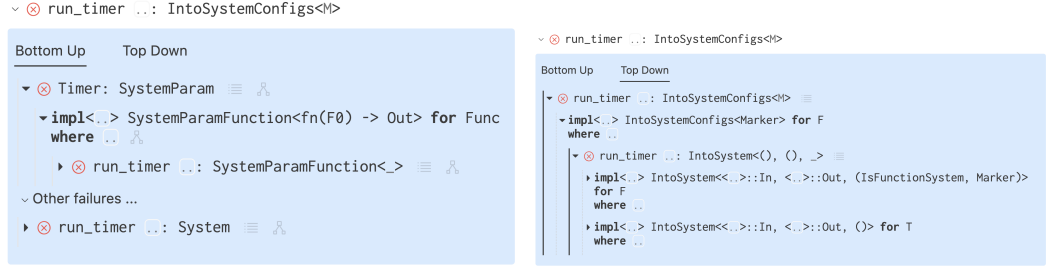 run_timer ..: IntoSystemConfigs<M>
Bottom Up Top Down
Timer: SystemParam
impl<..> SystemParamFunction<fn(F0) -> Out> for Func
where ..
run_timer ..: SystemParamFunction<_>
Other failures ...
run_timer ..: System
run_timer ..: IntoSystemConfigs<M>
Bottom Up Top Down
run_timer ..: IntoSystemConfigs<M>
impl<..> IntoSystemConfigs<Marker> for F
where ..
run_timer ..: IntoSystem<(), (), _>
impl<..> IntoSystem<<..>::In, <..>::Out, (IsFunctionSystem, Marker)>
for F
where ..
impl<..> IntoSystem<<..>::In, <..>::Out, ()> for T
where ..